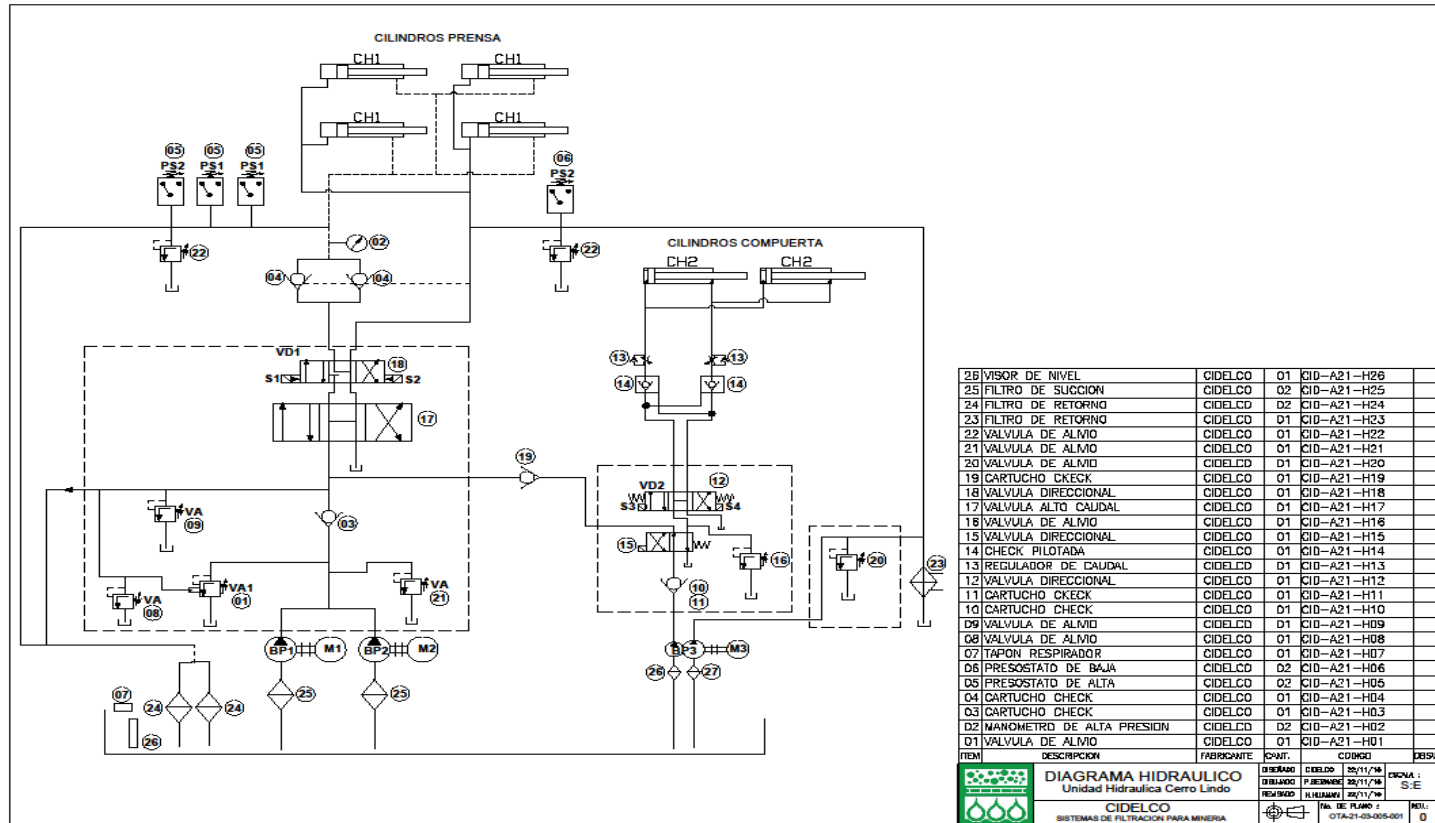 CILINDROS PRENSA
CH1 CH1
CH1 CH1
05 05 05 06
PS2 PS1 PS1 PS2
22 02 22
CILINDROS COMPUERTA
CH2 CH2
04 04
VD1
18
S1 S2
17
13 13
14 14
19
VD2 12
S3 S4
15 16
10
11
VA
09
03
VA
08
VA1
01
VA
21
20
23
BP1 M1 BP2 M2 BP3 M3
25 25 26 27
07
24 24
26
26 VISOR DE NIVEL CIDELCO 01 CID-A21-H26
25 FILTRO DE SUCCION CIDELCO 02 CID-A21-H25
24 FILTRO DE RETORNO CIDELCO 02 CID-A21-H24
23 FILTRO DE RETORNO CIDELCO 01 CID-A21-H23
22 VALVULA DE ALIVIO CIDELCO 01 CID-A21-H22
21 VALVULA DE ALIVIO CIDELCO 01 CID-A21-H21
20 VALVULA DE ALIVIO CIDELCO 01 CID-A21-H20
19 CARTUCHO CKECK CIDELCO 01 CID-A21-H19
18 VALVULA DIRECCIONAL CIDELCO 01 CID-A21-H18
17 VALVULA ALTO CAUDAL CIDELCO 01 CID-A21-H17
16 VALVULA DE ALIVIO CIDELCO 01 CID-A21-H16
15 VALVULA DIRECCIONAL CIDELCO 01 CID-A21-H15
14 CHECK PILOTADA CIDELCO 01 CID-A21-H14
13 REGULADOR DE CAUDAL CIDELCO 01 CID-A21-H13
12 VALVULA DIRECCIONAL CIDELCO 01 CID-A21-H12
11 CARTUCHO CKECK CIDELCO 01 CID-A21-H11
10 CARTUCHO CHECK CIDELCO 01 CID-A21-H10
09 VALVULA DE ALIVIO CIDELCO 01 CID-A21-H09
08 VALVULA DE ALIVIO CIDELCO 01 CID-A21-H08
07 TAPON RESPIRADOR CIDELCO 01 CID-A21-H07
06 PRESOSTATO DE BAJA CIDELCO 02 CID-A21-H06
05 PRESOSTATO DE ALTA CIDELCO 02 CID-A21-H05
04 CARTUCHO CHECK CIDELCO 01 CID-A21-H04
03 CARTUCHO CHECK CIDELCO 01 CID-A21-H03
02 MANOMETRO DE ALTA PRESION CIDELCO 02 CID-A21-H02
01 VALVULA DE ALIVIO CIDELCO 01 CID-A21-H01
ITEM DESCRIPCION FABRICANTE CANT. CODIGO
DIAGRAMA HIDRAULICO
Unidad Hidraulica Cerro Lindo
CIDELCO
SISTEMAS DE FILTRACION PARA MINERIA
DISEÑADO CIDELCO
DIBUJADO
REVISADO H.HUAMAN
ESCALA :
S:E
No. DE PLANO :
OTA-21-03-005-001
REV.:
0